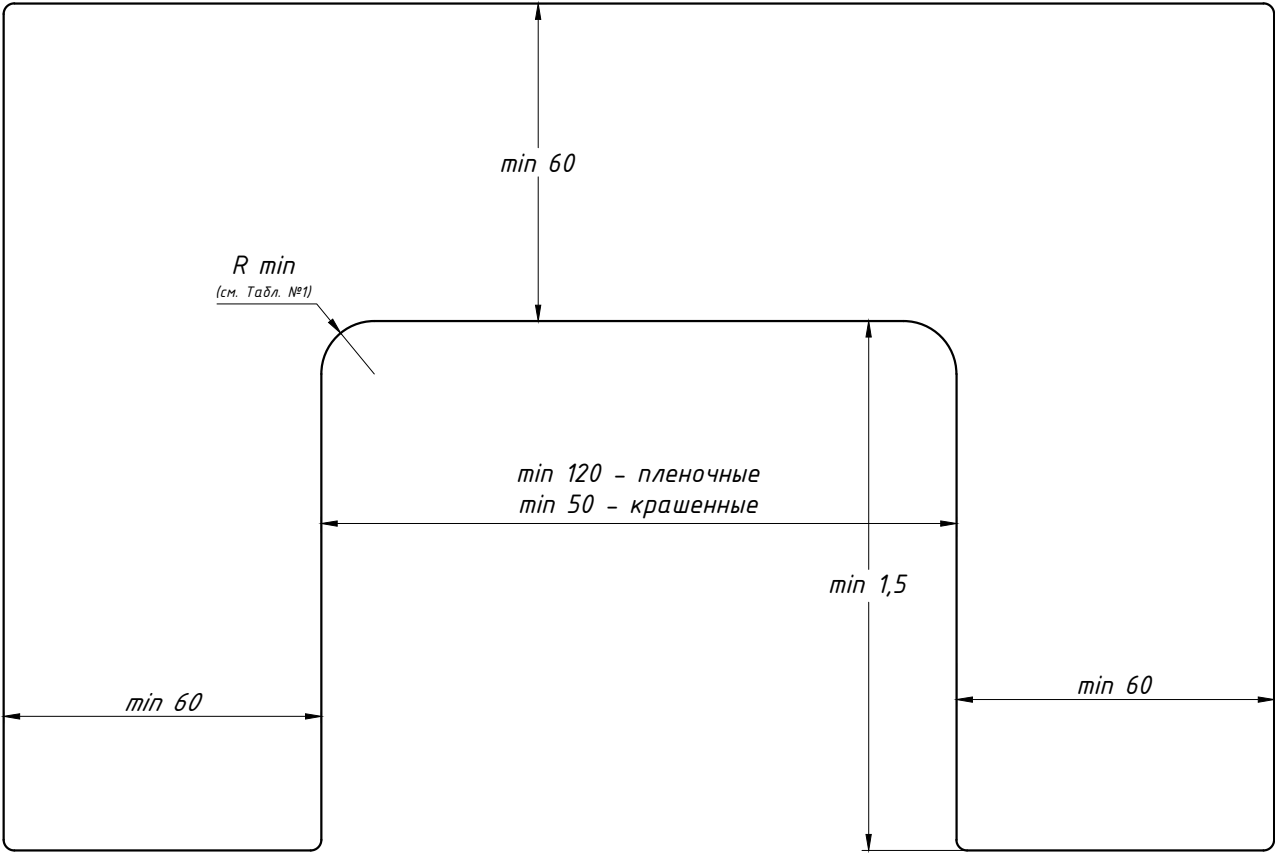 min 60
R min
(см. Табл. №1)
min 120 - пленочные
min 50 - крашенные
min 1,5
min 60
min 60